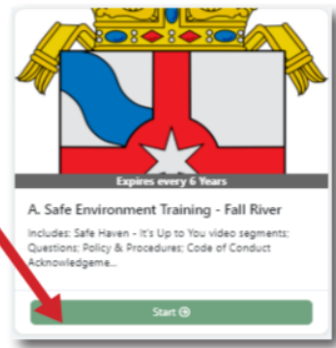 Expires every 6 Years
A. Safe Environment Training - Fall River
Includes: Safe Haven - It's Up to You video segments;
Questions; Policy & Procedures; Code of Conduct
Acknowledgeme...
Start